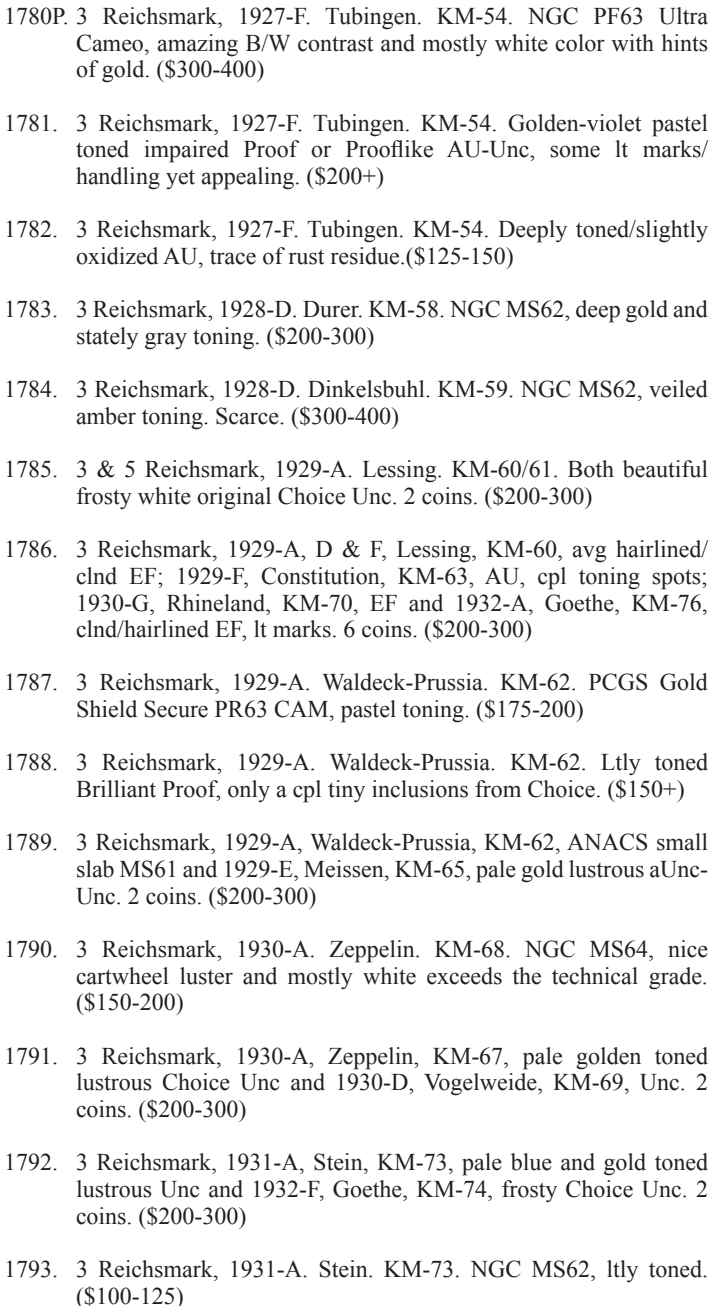 1780P. 3 Reichsmark, 1927-F. Tubingen. KM-54. NGC PF63 Ultra
Cameo, amazing B/W contrast and mostly white color with hints
of gold. ($300-400)
1781. 3 Reichsmark, 1927-F. Tubingen. KM-54. Golden-violet pastel
toned impaired Proof or Prooflike AU-Unc, some lt marks/
handling yet appealing. ($200+)
1782. 3 Reichsmark, 1927-F. Tubingen. KM-54. Deeply toned/slightly
oxidized AU, trace of rust residue.($125-150)
1783. 3 Reichsmark, 1928-D. Durer. KM-58. NGC MS62, deep gold and
stately gray toning. ($200-300)
1784. 3 Reichsmark, 1928-D. Dinkelsbuhl. KM-59. NGC MS62, veiled
amber toning. Scarce. ($300-400)
1785. 3 & 5 Reichsmark, 1929-A. Lessing. KM-60/61. Both beautiful
frosty white original Choice Unc. 2 coins. ($200-300)
1786. 3 Reichsmark, 1929-A, D & F, Lessing, KM-60, avg hairlined/
clnd EF; 1929-F, Constitution, KM-63, AU, cpl toning spots;
1930-G, Rhineland, KM-70, EF and 1932-A, Goethe, KM-76,
clnd/hairlined EF, lt marks. 6 coins. ($200-300)
1787. 3 Reichsmark, 1929-A. Waldeck-Prussia. KM-62. PCGS Gold
Shield Secure PR63 CAM, pastel toning. ($175-200)
1788. 3 Reichsmark, 1929-A. Waldeck-Prussia. KM-62. Ltly toned
Brilliant Proof, only a cpl tiny inclusions from Choice. ($150+)
1789. 3 Reichsmark, 1929-A, Waldeck-Prussia, KM-62, ANACS small
slab MS61 and 1929-E, Meissen, KM-65, pale gold lustrous aUnc-
Unc. 2 coins. ($200-300)
1790. 3 Reichsmark, 1930-A. Zeppelin. KM-68. NGC MS64, nice
cartwheel luster and mostly white exceeds the technical grade.
($150-200)
1791. 3 Reichsmark, 1930-A, Zeppelin, KM-67, pale golden toned
lustrous Choice Unc and 1930-D, Vogelweide, KM-69, Unc. 2
coins. ($200-300)
1792. 3 Reichsmark, 1931-A, Stein, KM-73, pale blue and gold toned
lustrous Unc and 1932-F, Goethe, KM-74, frosty Choice Unc. 2
coins. ($200-300)
1793. 3 Reichsmark, 1931-A. Stein. KM-73. NGC MS62, ltly toned.
($100-125)